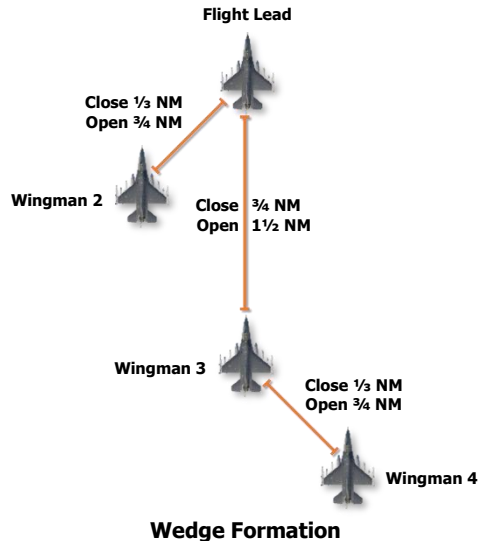 Flight Lead
Close ⅓ NM
Open ¾ NM
Wingman 2
Close ¾ NM
Open 1½ NM
Wingman 3
Close ⅓ NM
Open ¾ NM
Wingman 4
Wedge Formation